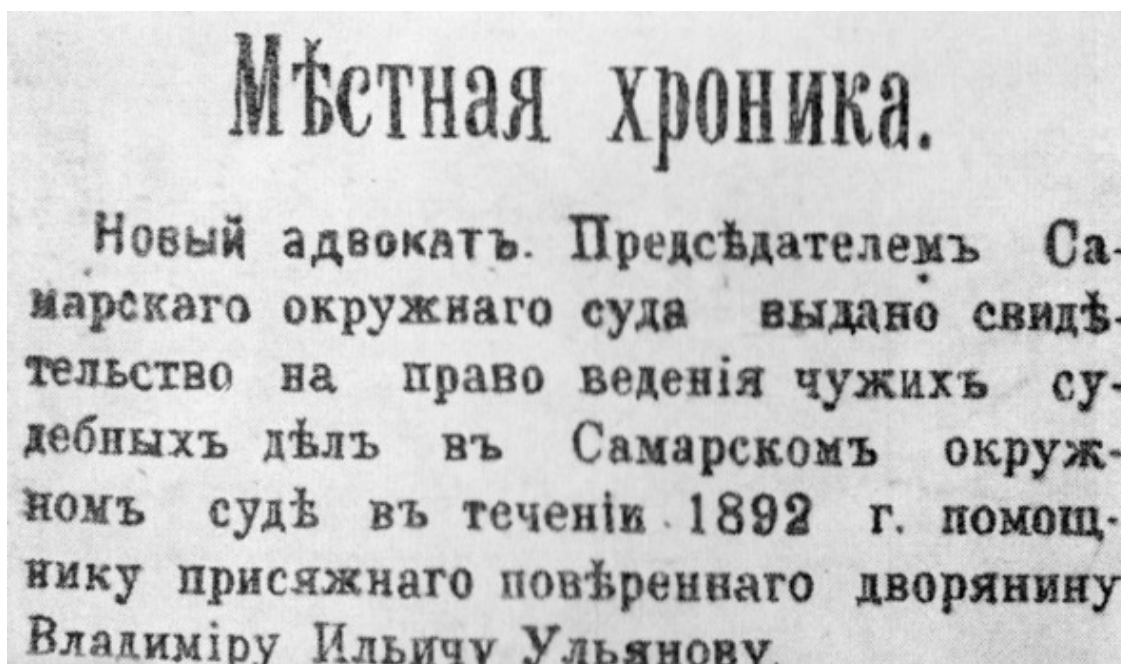 Мѣстная хроника.
Новый адвокатъ. Предсѣдателемъ Са-
марскаго окружнаго суда выдано свидѣ-
тельство на право веденія чужихъ су-
дебныхъ дѣлъ въ Самарскомъ окруж-
номъ судѣ въ теченіи 1892 г. помощ-
нику присяжнаго повѣреннаго дворянину
Владиміру Ильичу Ульянову.